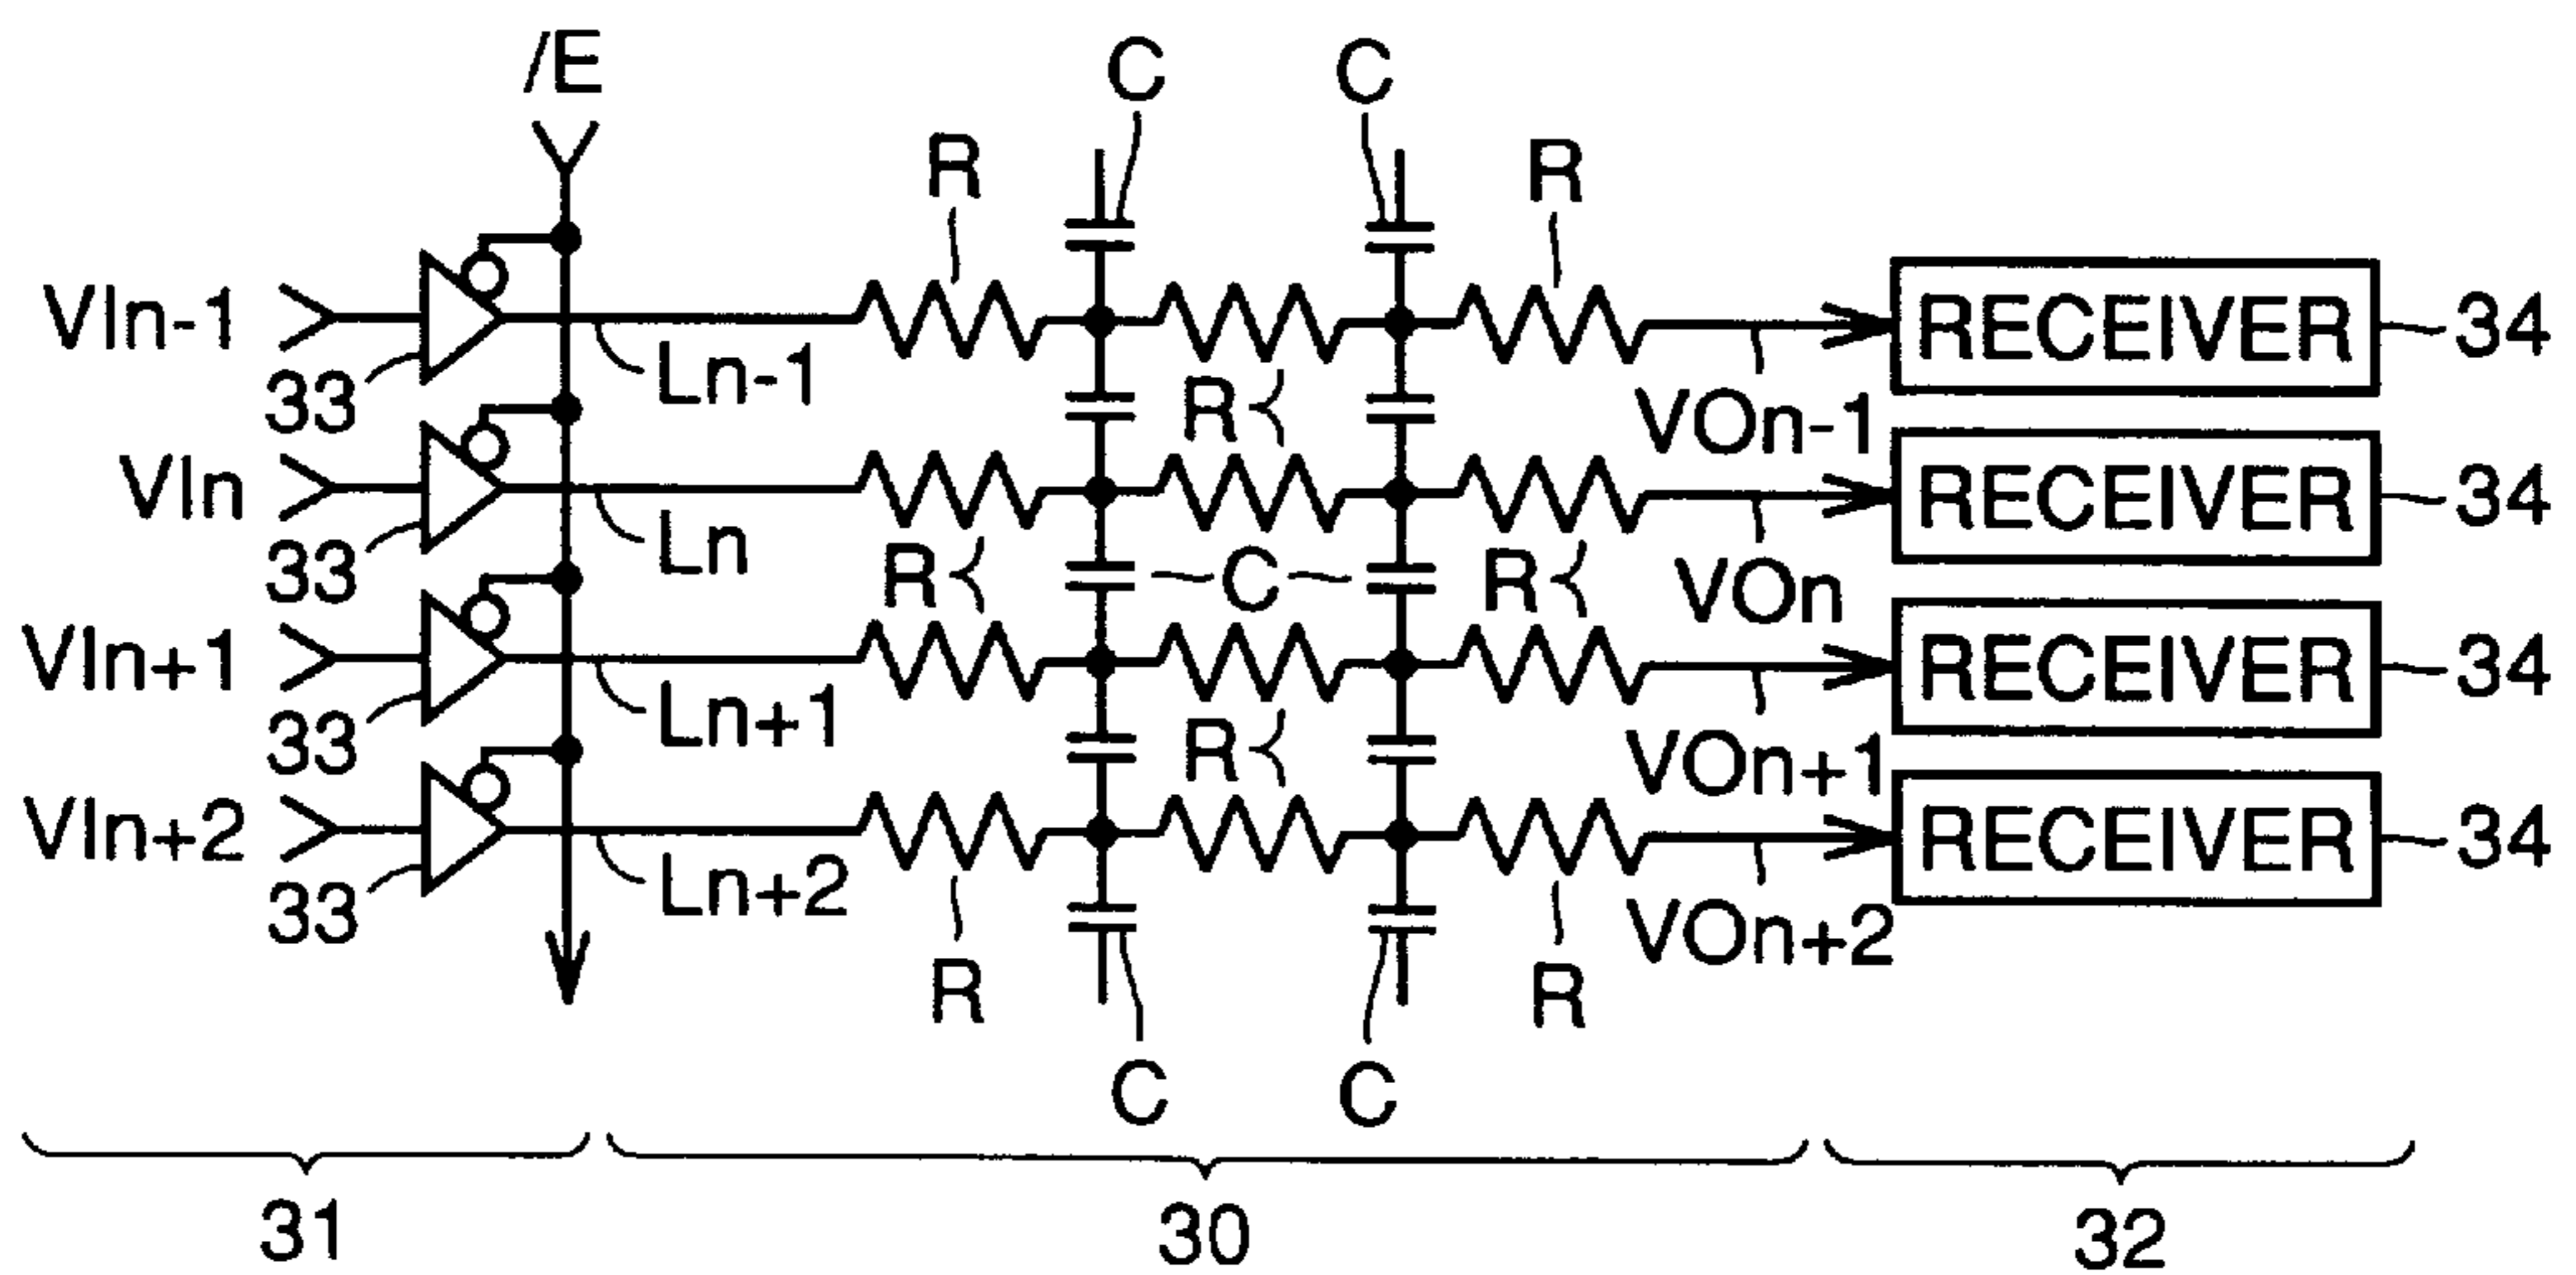 /E
C
C
R
R
VIn-1
33
Ln-1
R
VOn-1
RECEIVER
34
VIn
33
Ln
R
C
R
VOn
RECEIVER
34
VIn+1
33
Ln+1
R
VOn+1
RECEIVER
34
VIn+2
33
Ln+2
R
R
VOn+2
RECEIVER
34
C
C
31
30
32